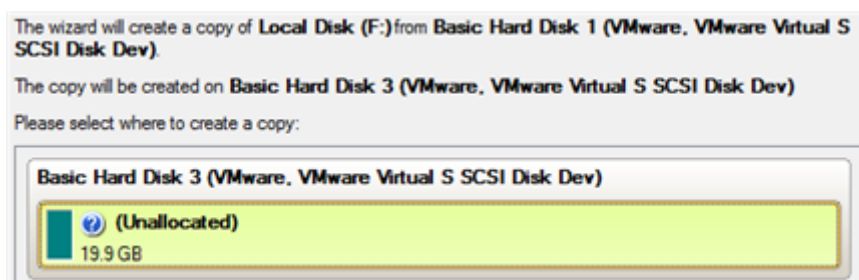 The wizard will create a copy of Local Disk (F:)from Basic Hard Disk 1 (VMware, VMware Virtual S
SCSI Disk Dev).
The copy will be created on Basic Hard Disk 3 (VMware, VMware Virtual S SCSI Disk Dev)
Please select where to create a copy:
Basic Hard Disk 3 (VMware, VMware Virtual S SCSI Disk Dev)
(Unallocated)
19.9 GB